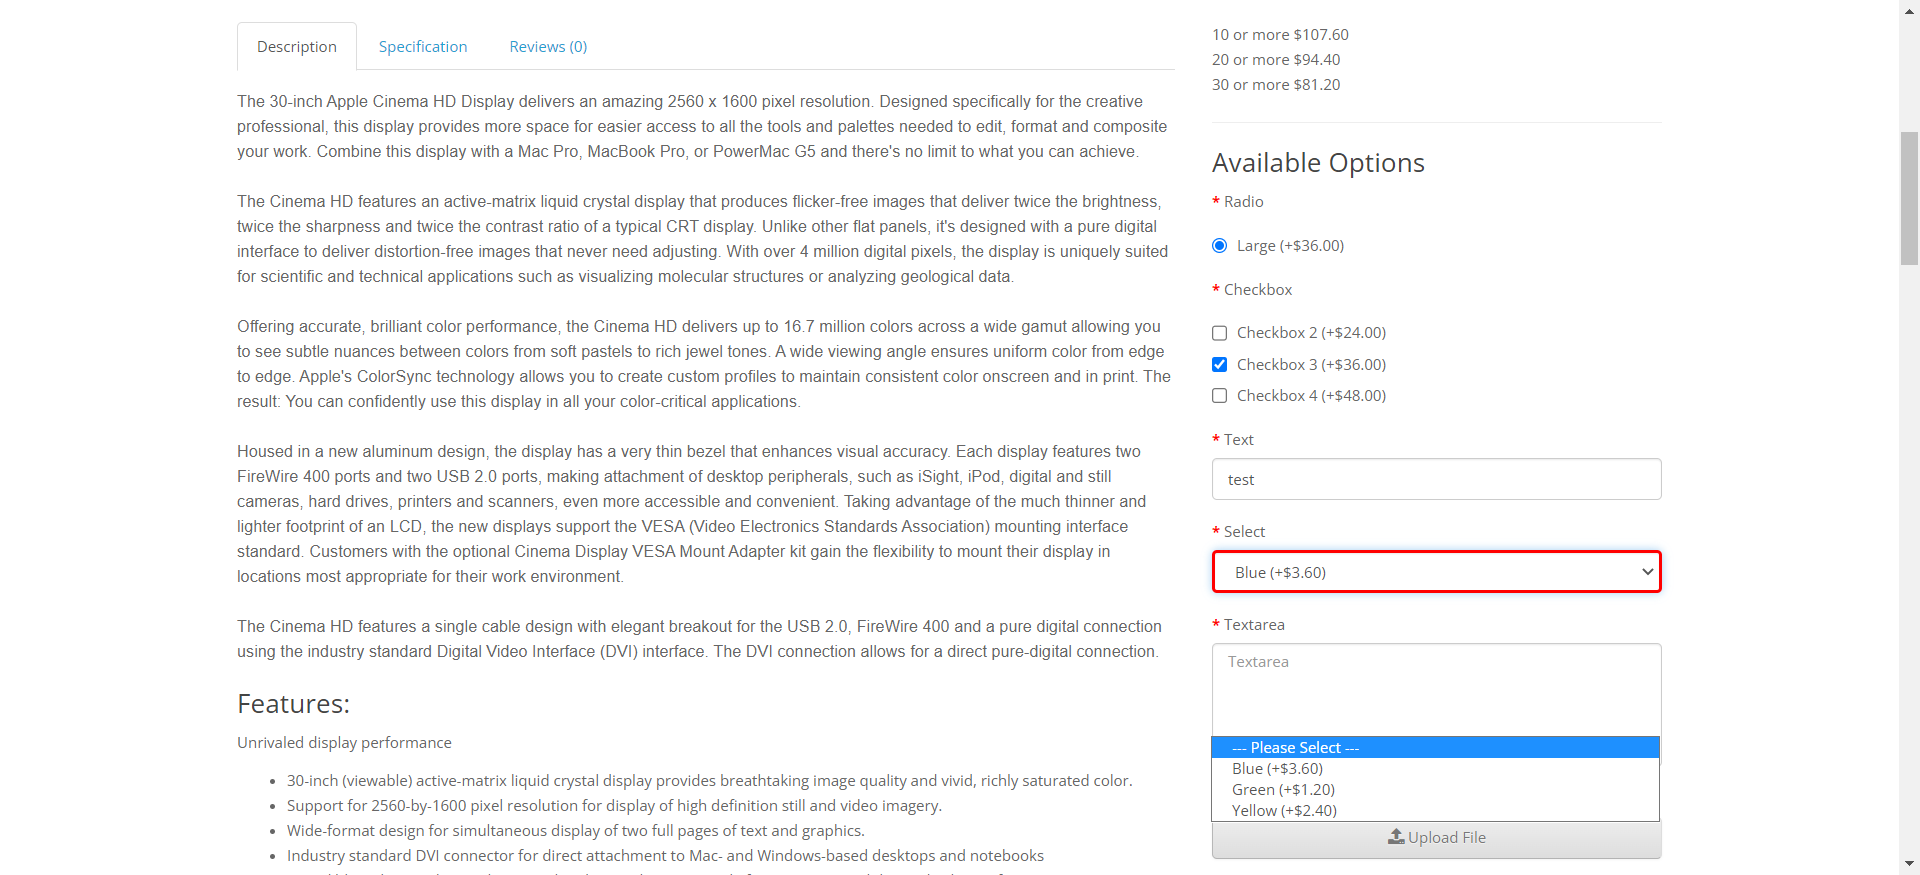 Description
Specification
Reviews (0)
The 30-inch Apple Cinema HD Display delivers an amazing 2560 x 1600 pixel resolution. Designed specifically for the creative
professional, this display provides more space for easier access to all the tools and palettes needed to edit, format and composite
your work. Combine this display with a Mac Pro, MacBook Pro, or PowerMac G5 and there's no limit to what you can achieve.
The Cinema HD features an active-matrix liquid crystal display that produces flicker-free images that deliver twice the brightness,
twice the sharpness and twice the contrast ratio of a typical CRT display. Unlike other flat panels, it's designed with a pure digital
interface to deliver distortion-free images that never need adjusting. With over 4 million digital pixels, the display is uniquely suited
for scientific and technical applications such as visualizing molecular structures or analyzing geological data.
Offering accurate, brilliant color performance, the Cinema HD delivers up to 16.7 million colors across a wide gamut allowing you
to see subtle nuances between colors from soft pastels to rich jewel tones. A wide viewing angle ensures uniform color from edge
to edge. Apple's ColorSync technology allows you to create custom profiles to maintain consistent color onscreen and in print. The
result: You can confidently use this display in all your color-critical applications.
Housed in a new aluminum design, the display has a very thin bezel that enhances visual accuracy. Each display features two
FireWire 400 ports and two USB 2.0 ports, making attachment of desktop peripherals, such as iSight, iPod, digital and still
cameras, hard drives, printers and scanners, even more accessible and convenient. Taking advantage of the much thinner and
lighter footprint of an LCD, the new displays support the VESA (Video Electronics Standards Association) mounting interface
standard. Customers with the optional Cinema Display VESA Mount Adapter kit gain the flexibility to mount their display in
locations most appropriate for their work environment.
The Cinema HD features a single cable design with elegant breakout for the USB 2.0, FireWire 400 and a pure digital connection
using the industry standard Digital Video Interface (DVI) interface. The DVI connection allows for a direct pure-digital connection.
Features:
Unrivaled display performance
• 30-inch (viewable) active-matrix liquid crystal display provides breathtaking image quality and vivid, richly saturated color.
• Support for 2560-by-1600 pixel resolution for display of high definition still and video imagery.
• Wide-format design for simultaneous display of two full pages of text and graphics.
• Industry standard DVI connector for direct attachment to Mac- and Windows-based desktops and notebooks
10 or more $107.60
20 or more $94.40
30 or more $81.20
Available Options
* Radio
Large (+$36.00)
* Checkbox
Checkbox 2 (+$24.00)
Checkbox 3 (+$36.00)
Checkbox 4 (+$48.00)
* Text
test
* Select
Blue (+$3.60)
* Textarea
Textarea
--- Please Select ---
Blue (+$3.60)
Green (+$1.20)
Yellow (+$2.40)
Upload File